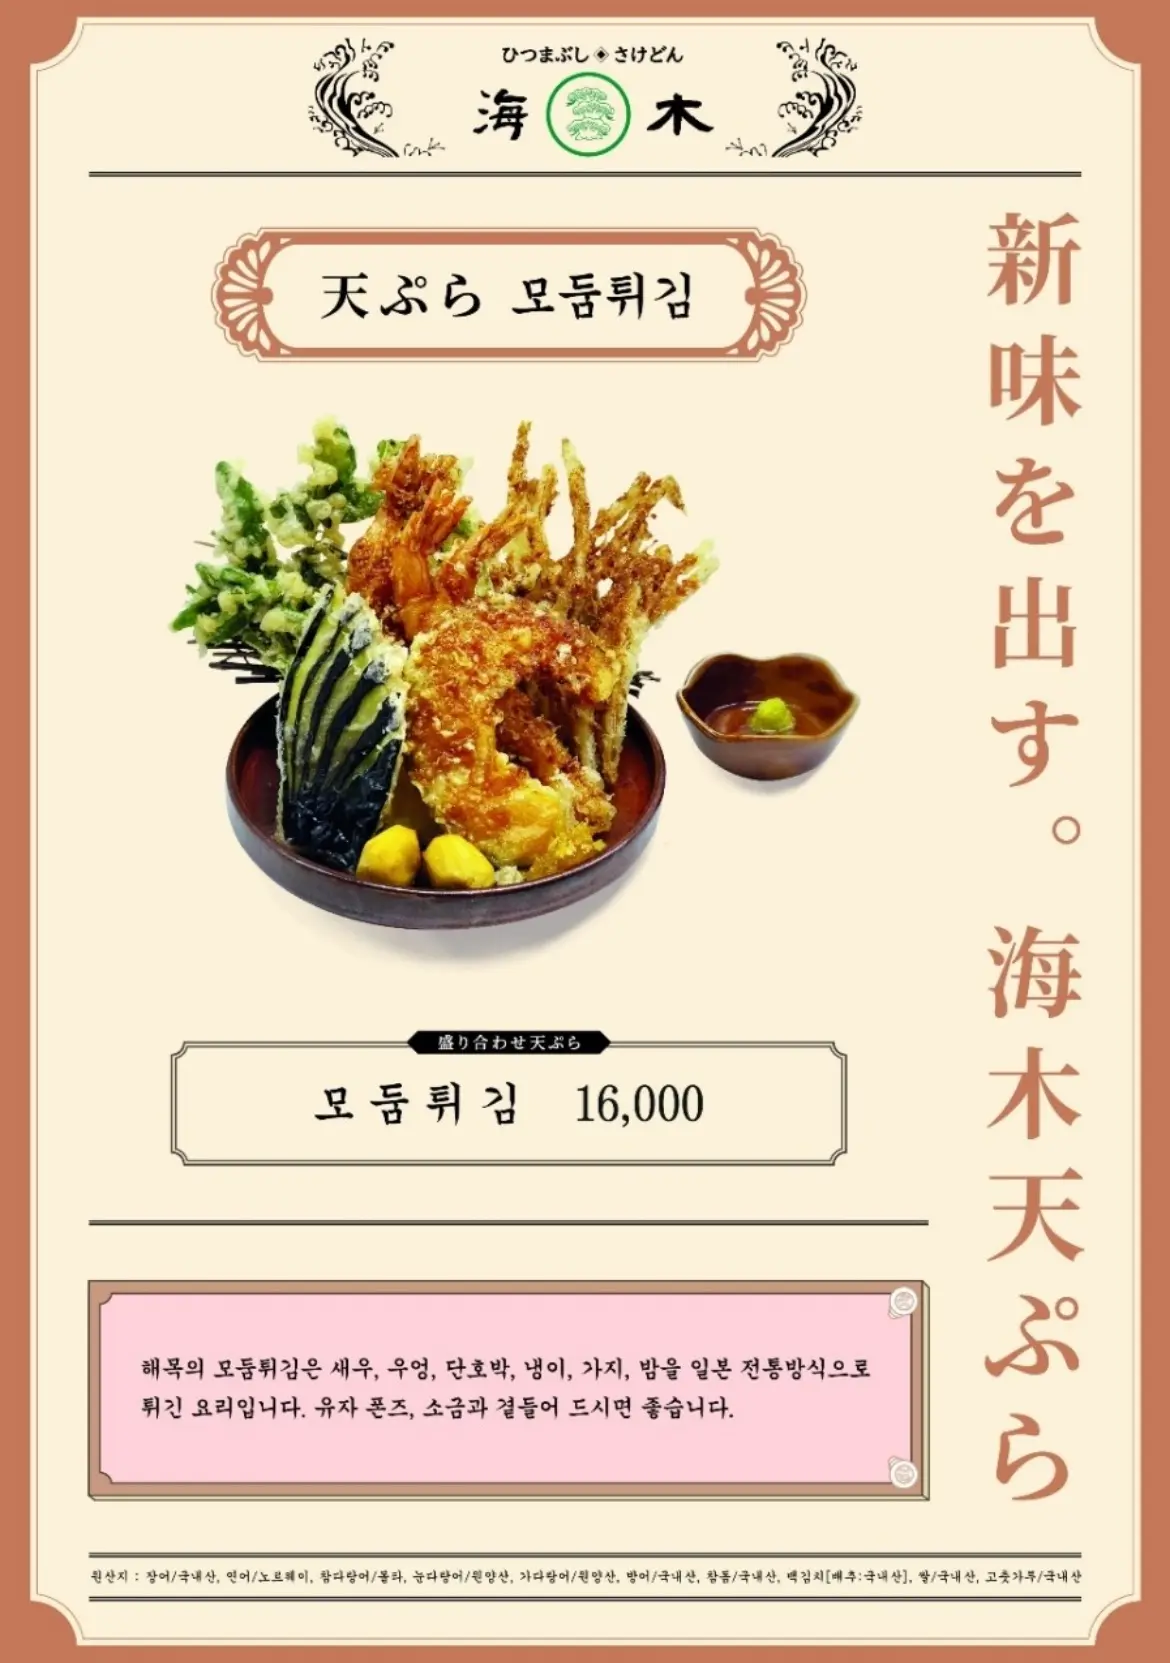 ひつまぶし◈さけどん
海 木
天ぷら 모둠튀김
新味を出す。海木天ぷら
盛り合わせ天ぷら
모둠튀김 16,000
해목의 모둠튀김은 새우, 우엉, 단호박, 냉이, 가지, 밤을 일본 전통방식으로
튀긴 요리입니다. 유자 폰즈, 소금과 곁들어 드시면 좋습니다.
원산지 : 장어/국내산, 연어/노르웨이, 참다랑어/몰타, 눈다랑어/원양산, 가다랑어/원양산, 방어/국내산, 참돔/국내산, 백김치[배추:국내산], 쌀/국내산, 고춧가루/국내산